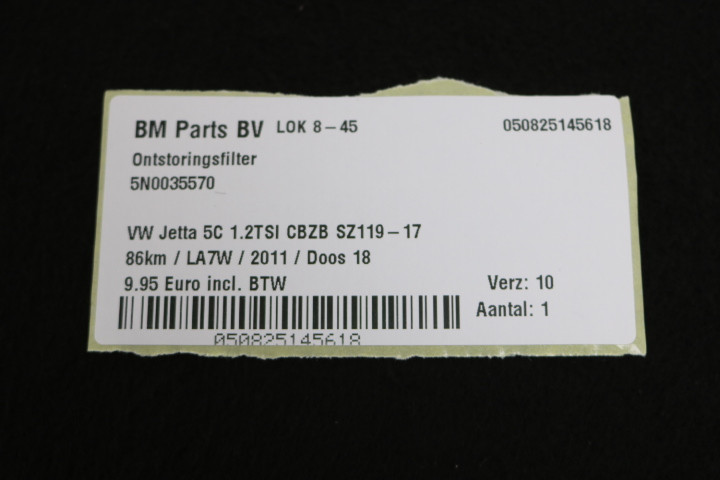 BM Parts BV LOK 8-45 050825145618
Ontstoringsfilter
5N0035570
VW Jetta 5C 1.2TSI CBZB SZ119-17
86km / LA7W / 2011 / Doos 18
9.95 Euro incl. BTW Verz: 10
Aantal: 1
050825145618